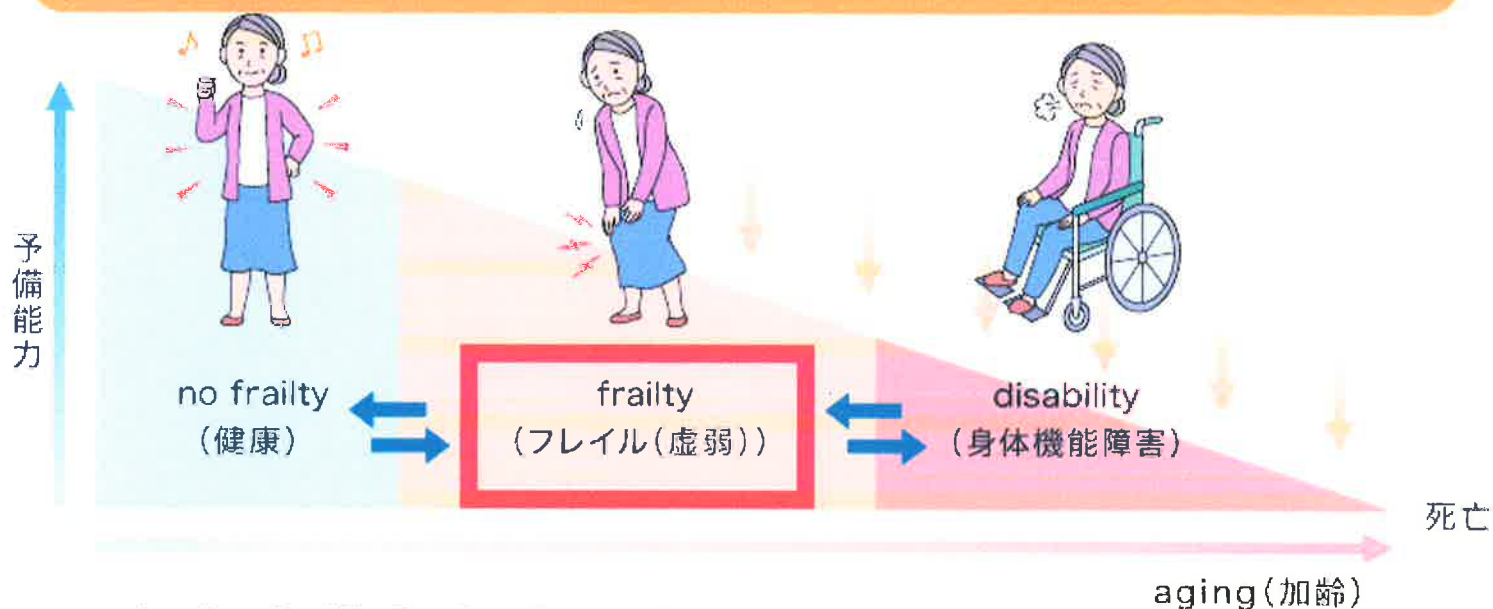 予備能力
no frailty
（健康）
frailty
（フレイル（虚弱））
disability
（身体機能障害）
死亡
aging（加齢）